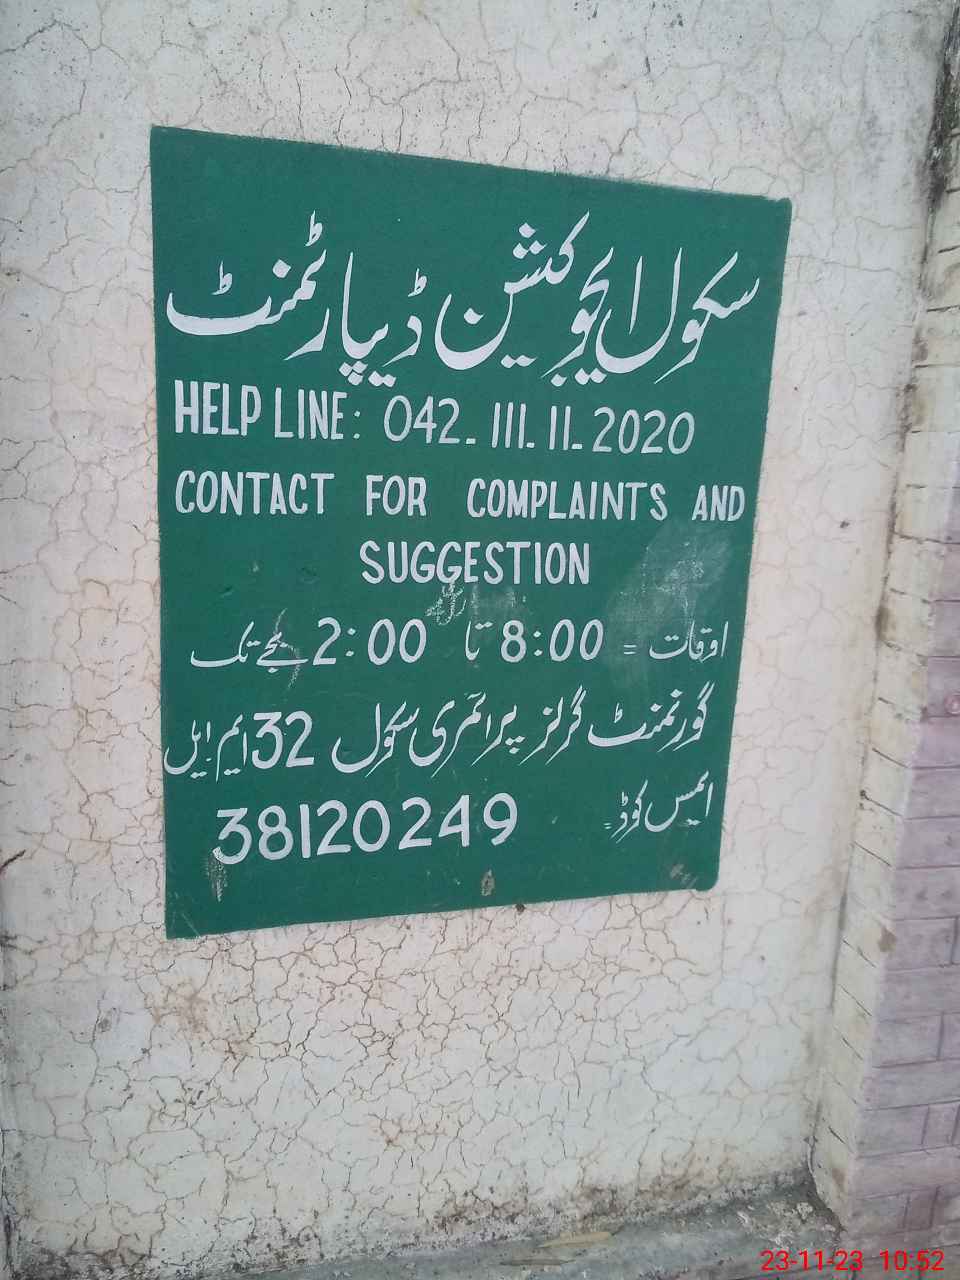 سکول ایجوکیشن ڈیپارٹمنٹ
HELP LINE: 042-111-11-2020
CONTACT FOR COMPLAINTS AND
SUGGESTION
اوقات = 8:00 تا 2:00 بجے تک
گورنمنٹ گرلز پرائمری سکول 32 ایم ایل
ایمس کوڈ = 38120249
23-11-23 10:52